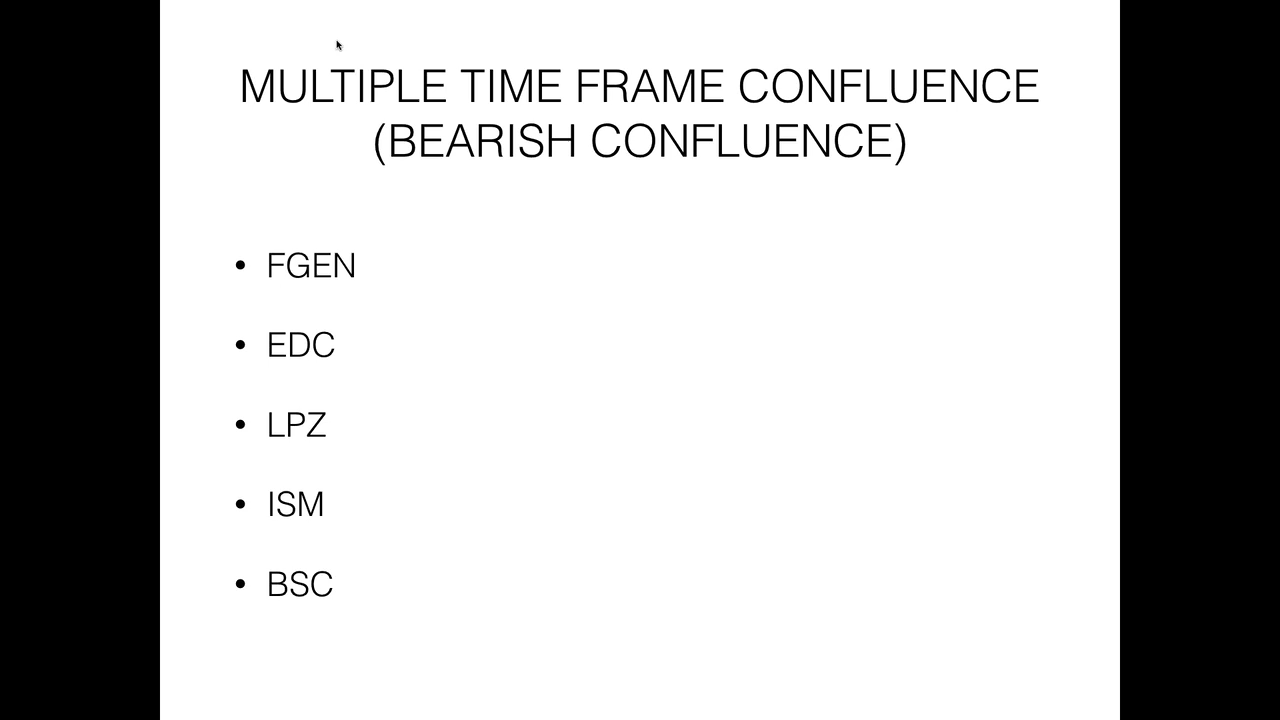 MULTIPLE TIME FRAME CONFLUENCE
(BEARISH CONFLUENCE)
• FGEN
• EDC
• LPZ
• ISM
• BSC